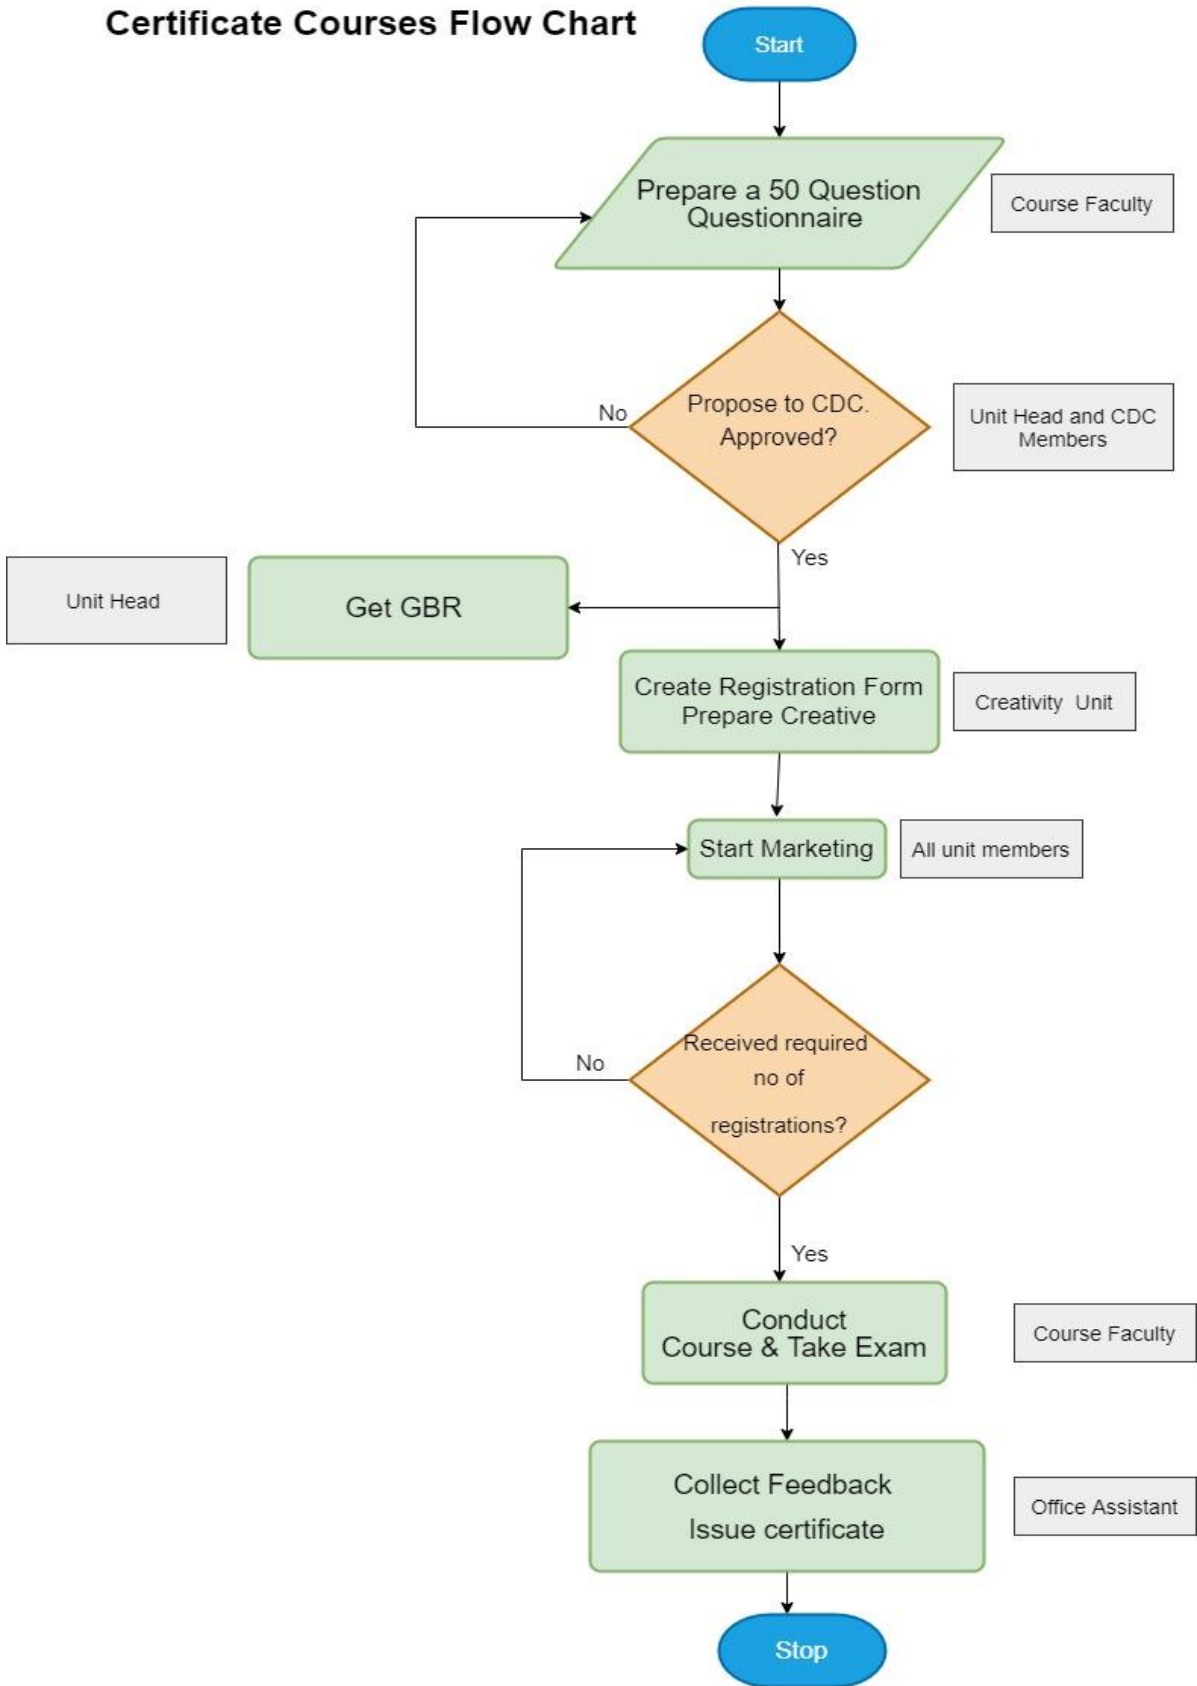 Certificate Courses Flow Chart
Start
Prepare a 50 Question
Questionnaire
Course Faculty
Propose to CDC.
Approved?
No
Unit Head and CDC
Members
Yes
Unit Head
Get GBR
Create Registration Form
Prepare Creative
Creativity Unit
Start Marketing
All unit members
Received required
no of
registrations?
No
Yes
Conduct
Course & Take Exam
Course Faculty
Collect Feedback
Issue certificate
Office Assistant
Stop